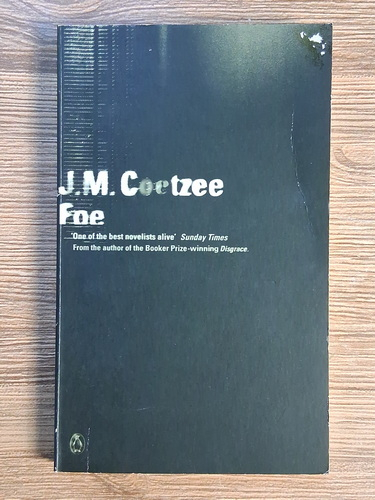 J.M. Coetzee
Foe
'One of the best novelists alive' Sunday Times
From the author of the Booker Prize-winning Disgrace.